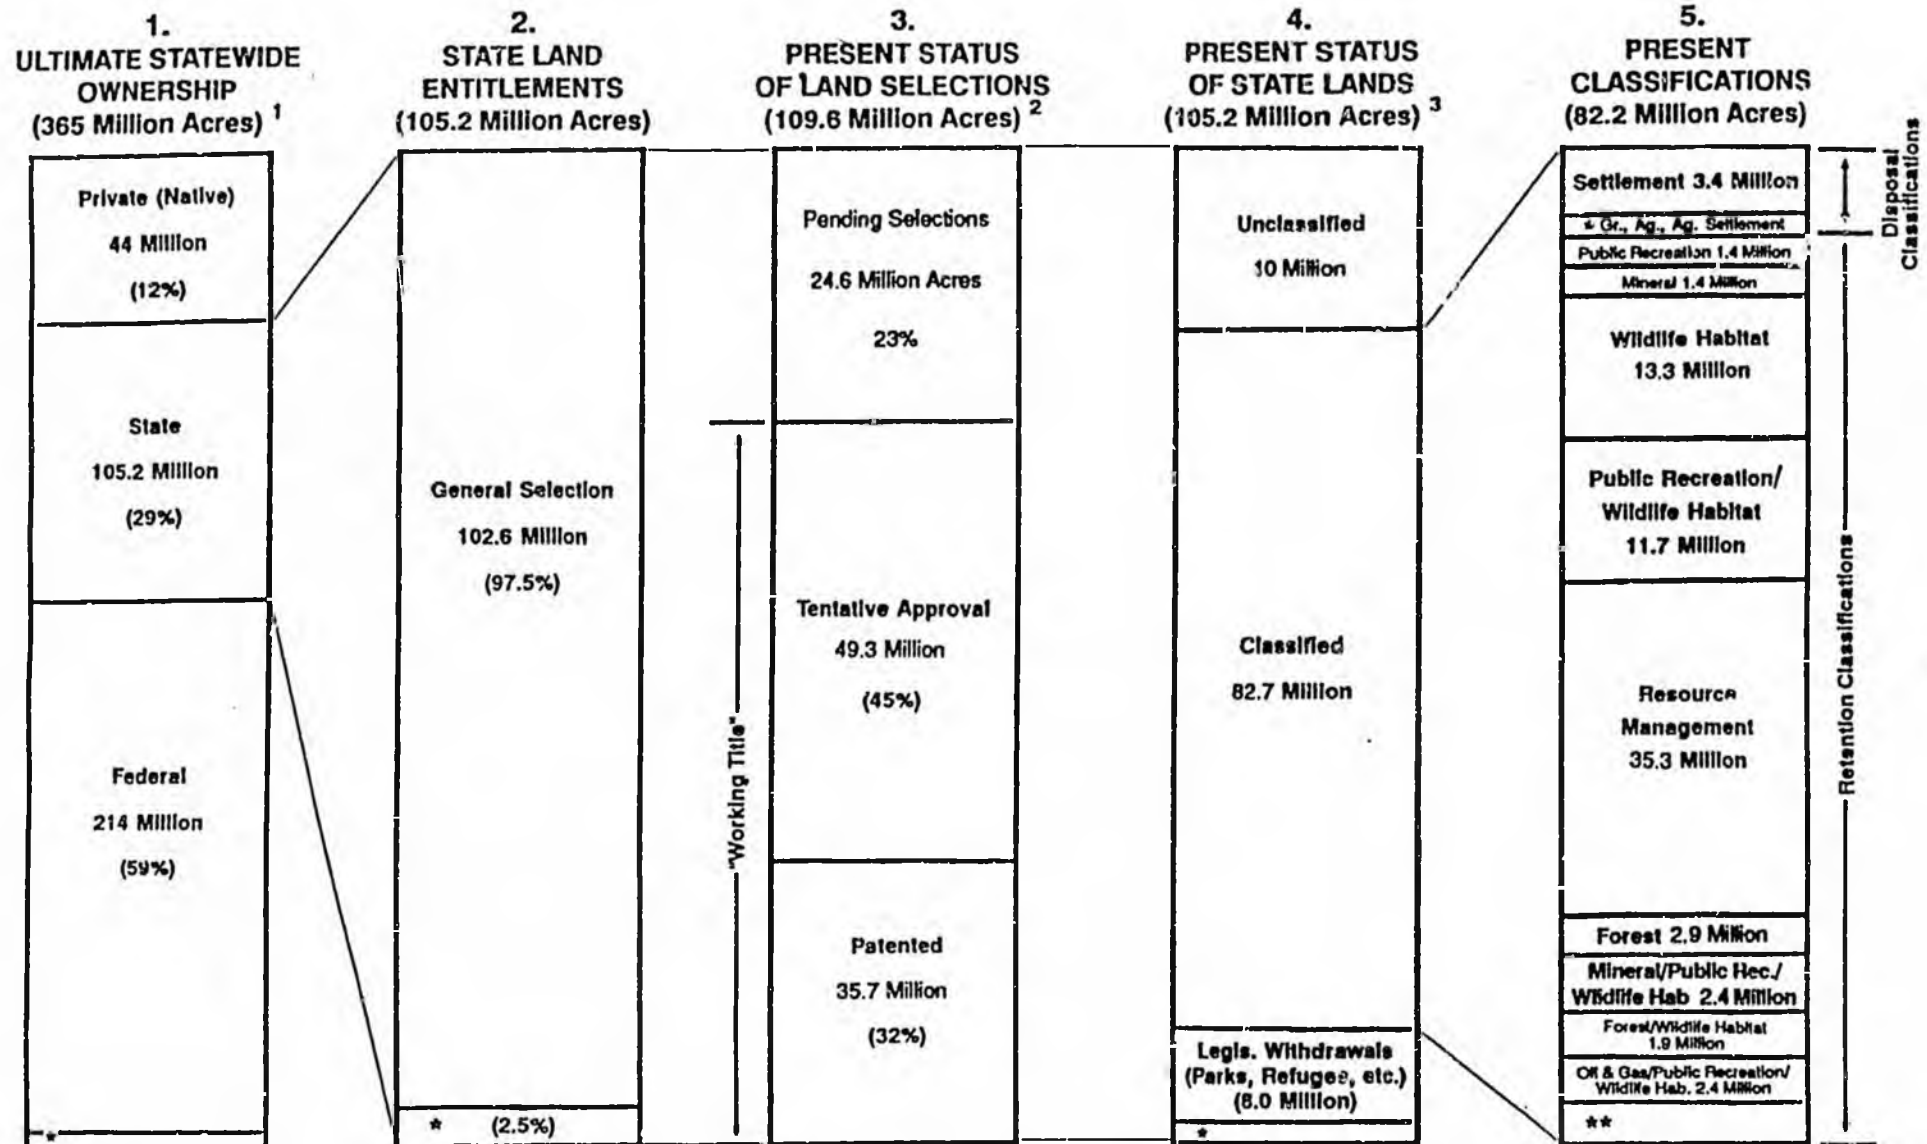 1.
ULTIMATE STATEWIDE
OWNERSHIP
(365 Million Acres) 1
Private (Native)
44 Million
(12%)
State
105.2 Million
(29%)
Federal
214 Million
(59%)
*
2.
STATE LAND
ENTITLEMENTS
(105.2 Million Acres)
General Selection
102.6 Million
(97.5%)
* (2.5%)
3.
PRESENT STATUS
OF LAND SELECTIONS
(109.6 Million Acres) 2
Pending Selections
24.6 Million Acres
23%
Tentative Approval
49.3 Million
(45%)
Patented
35.7 Million
(32%)
"Working Title"
4.
PRESENT STATUS
OF STATE LANDS
(105.2 Million Acres) 3
Unclassified
10 Million
Classified
82.7 Million
Legis. Withdrawals
(Parks, Refuges, etc.)
Million)
*
5.
PRESENT
CLASSIFICATIONS
(82.2 Million Acres)
Settlement 3.4 Million
* Gr., Ag., Ag. Settlement
Public Recreation 1.4 Million
Mineral 1.4 Million
Wildlife Habitat
13.3 Million
Public Recreation/
Wildlife Habitat
11.7 Million
Resource
Management
35.3 Million
Forest 2.9 Million
Mineral/Public Rec./
Wildlife Hab 2.4 Million
Forest/Wildlife Habitat
1.9 Million
Oil & Gas/Public Recreation/
Wildlife Hab. 2.4 Million
**
Disposal
Classifications
Retention Classifications